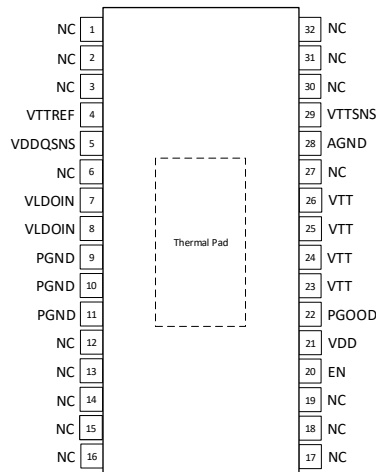 NC 1
NC 2
NC 3
VTTREF 4
VDDQSNS 5
NC 6
VLDOIN 7
VLDOIN 8
PGND 9
PGND 10
PGND 11
NC 12
NC 13
NC 14
NC 15
NC 16
Thermal Pad
32 NC
31 NC
30 NC
29 VTTSNS
28 AGND
27 NC
26 VTT
25 VTT
24 VTT
23 VTT
22 PGOOD
21 VDD
20 EN
19 NC
18 NC
17 NC